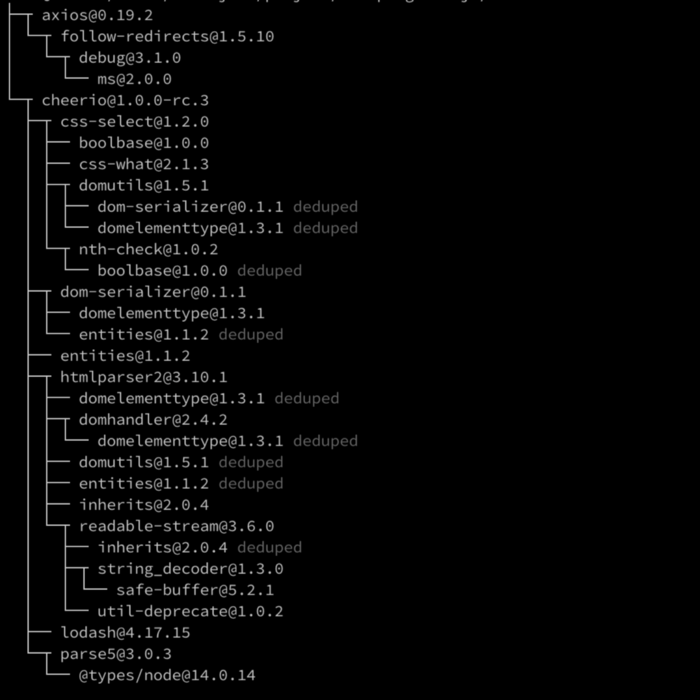 axios@0.19.2
follow-redirects@1.5.10
debug@3.1.0
ms@2.0.0
cheerio@1.0.0-rc.3
css-select@1.2.0
boolbase@1.0.0
css-what@2.1.3
domutils@1.5.1
dom-serializer@0.1.1 deduped
domelementtype@1.3.1 deduped
nth-check@1.0.2
boolbase@1.0.0 deduped
dom-serializer@0.1.1
domelementtype@1.3.1
entities@1.1.2 deduped
entities@1.1.2
htmlparser2@3.10.1
domelementtype@1.3.1 deduped
domhandler@2.4.2
domelementtype@1.3.1 deduped
domutils@1.5.1 deduped
entities@1.1.2 deduped
inherits@2.0.4
readable-stream@3.6.0
inherits@2.0.4 deduped
string_decoder@1.3.0
safe-buffer@5.2.1
util-deprecate@1.0.2
lodash@4.17.15
parse5@3.0.3
@types/node@14.0.14